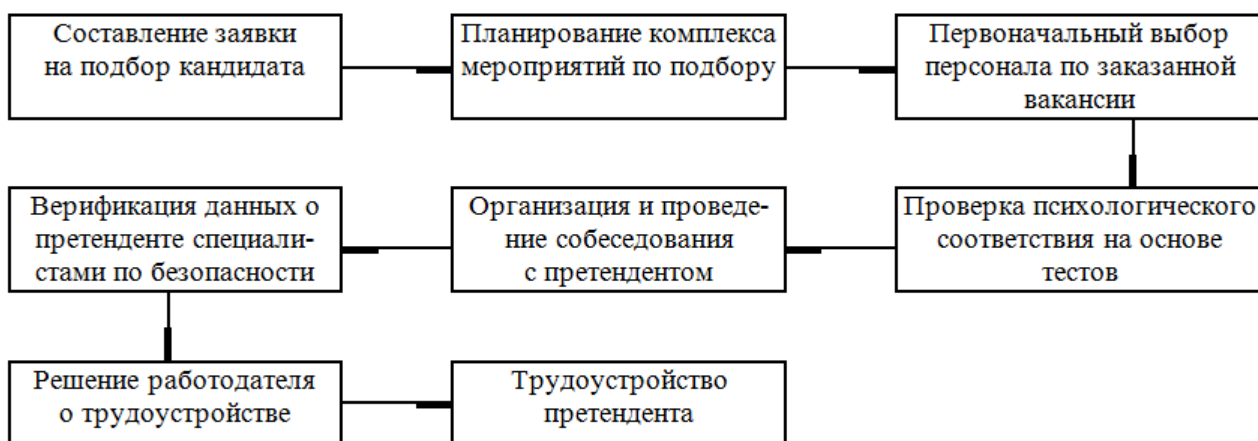 Составление заявки
на подбор кандидата
Планирование комплекса
мероприятий по подбору
Первоначальный выбор
персонала по заказанной
вакансии
Проверка психологического
соответствия на основе
тестов
Организация и проведе-
ние собеседования
с претендентом
Верификация данных о
претенденте специали-
стами по безопасности
Решение работодателя
о трудоустройстве
Трудоустройство
претендента